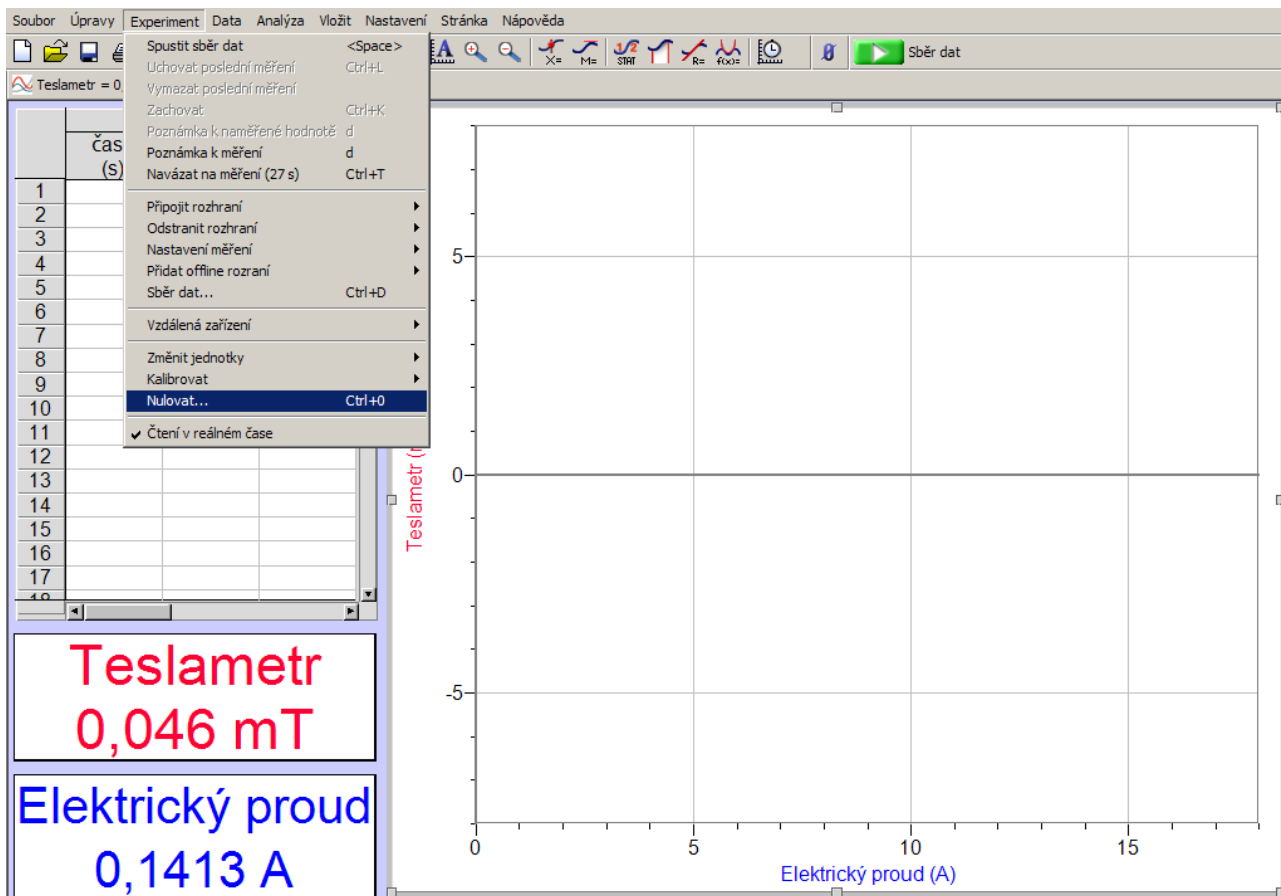 Soubor Úpravy Experiment Data Analýza Vložit Nastavení Stránka Nápověda
X= M= 1/2 STAT R= f(x)= Sběr dat
Teslametr = 0,
Spustit sběr dat <Space>
Uchovat poslední měření Ctrl+L
Vymazat poslední měření
Zachovat Ctrl+K
Poznámka k naměřené hodnotě d
Poznámka k měření d
Navázat na měření (27 s) Ctrl+T
Připojit rozhraní
Odstranit rozhraní
Nastavení měření
Přidat offline rozraní
Sběr dat... Ctrl+D
Vzdálená zařízení
Změnit jednotky
Kalibrovat
Nulovat... Ctrl+0
Čtení v reálném čase
čas
(s)
1
2
3
4
5
6
7
8
9
10
11
12
13
14
15
16
17
18
Teslametr
0,046 mT
Elektrický proud
0,1413 A
Teslametr
5
0
-5
0 5 10 15
Elektrický proud (A)